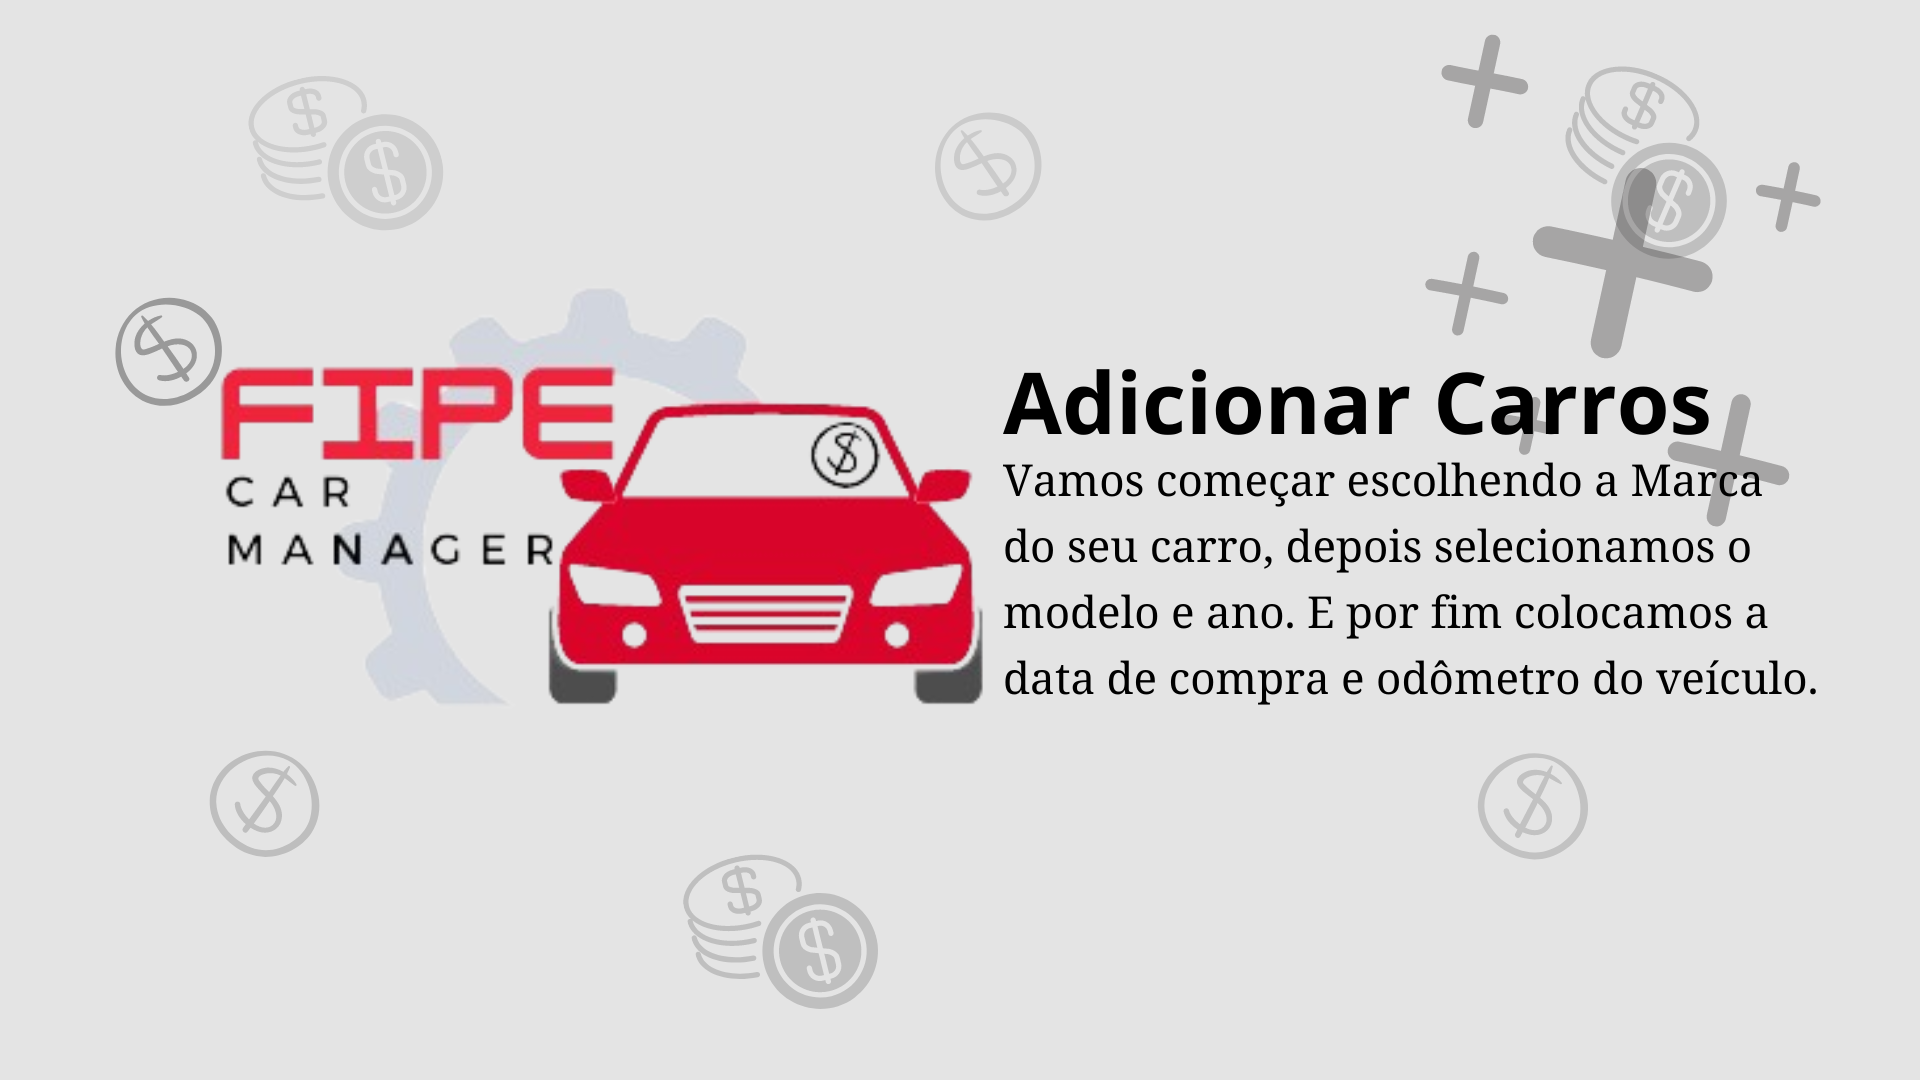 FIPE
CAR
MANAGER
Adicionar Carros
Vamos começar escolhendo a Marca
do seu carro, depois selecionamos o
modelo e ano. E por fim colocamos a
data de compra e odômetro do veículo.